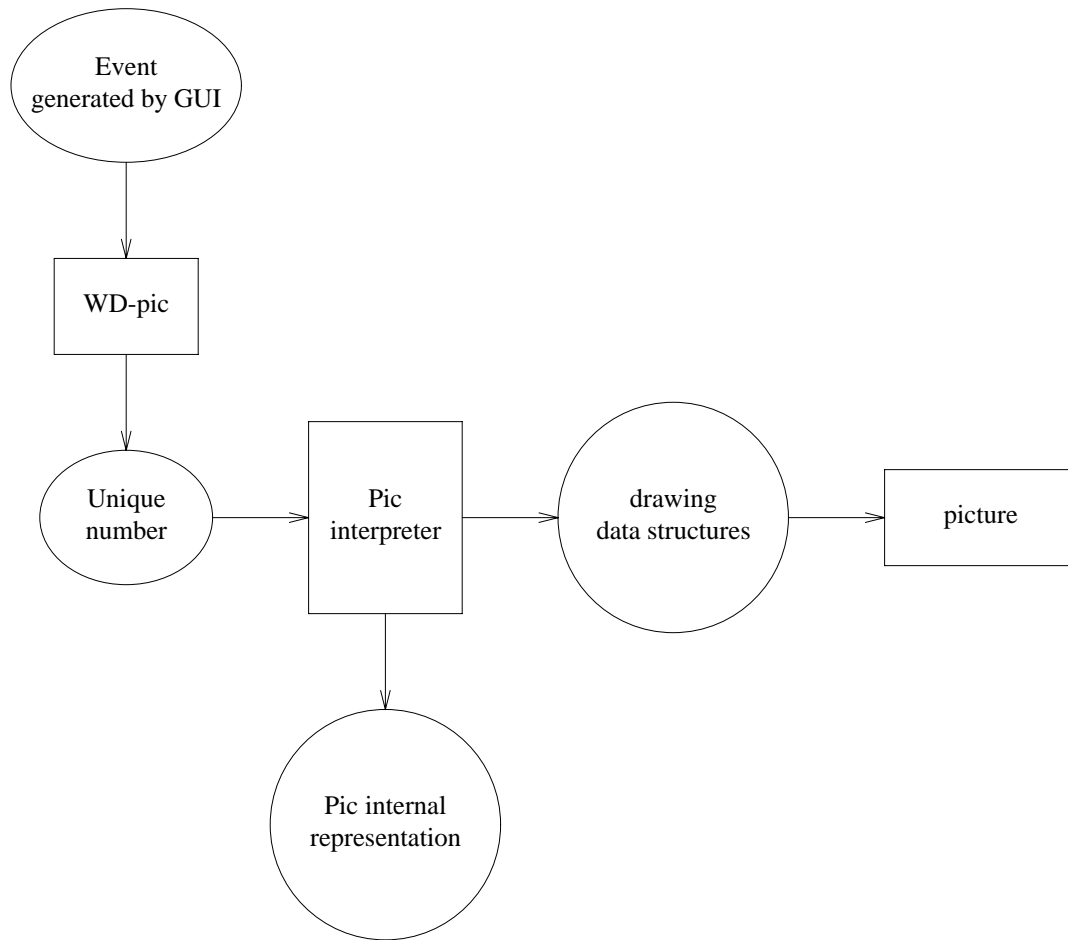 Event
generated by GUI
WD-pic
Unique
number
Pic
interpreter
drawing
data structures
picture
Pic internal
representation